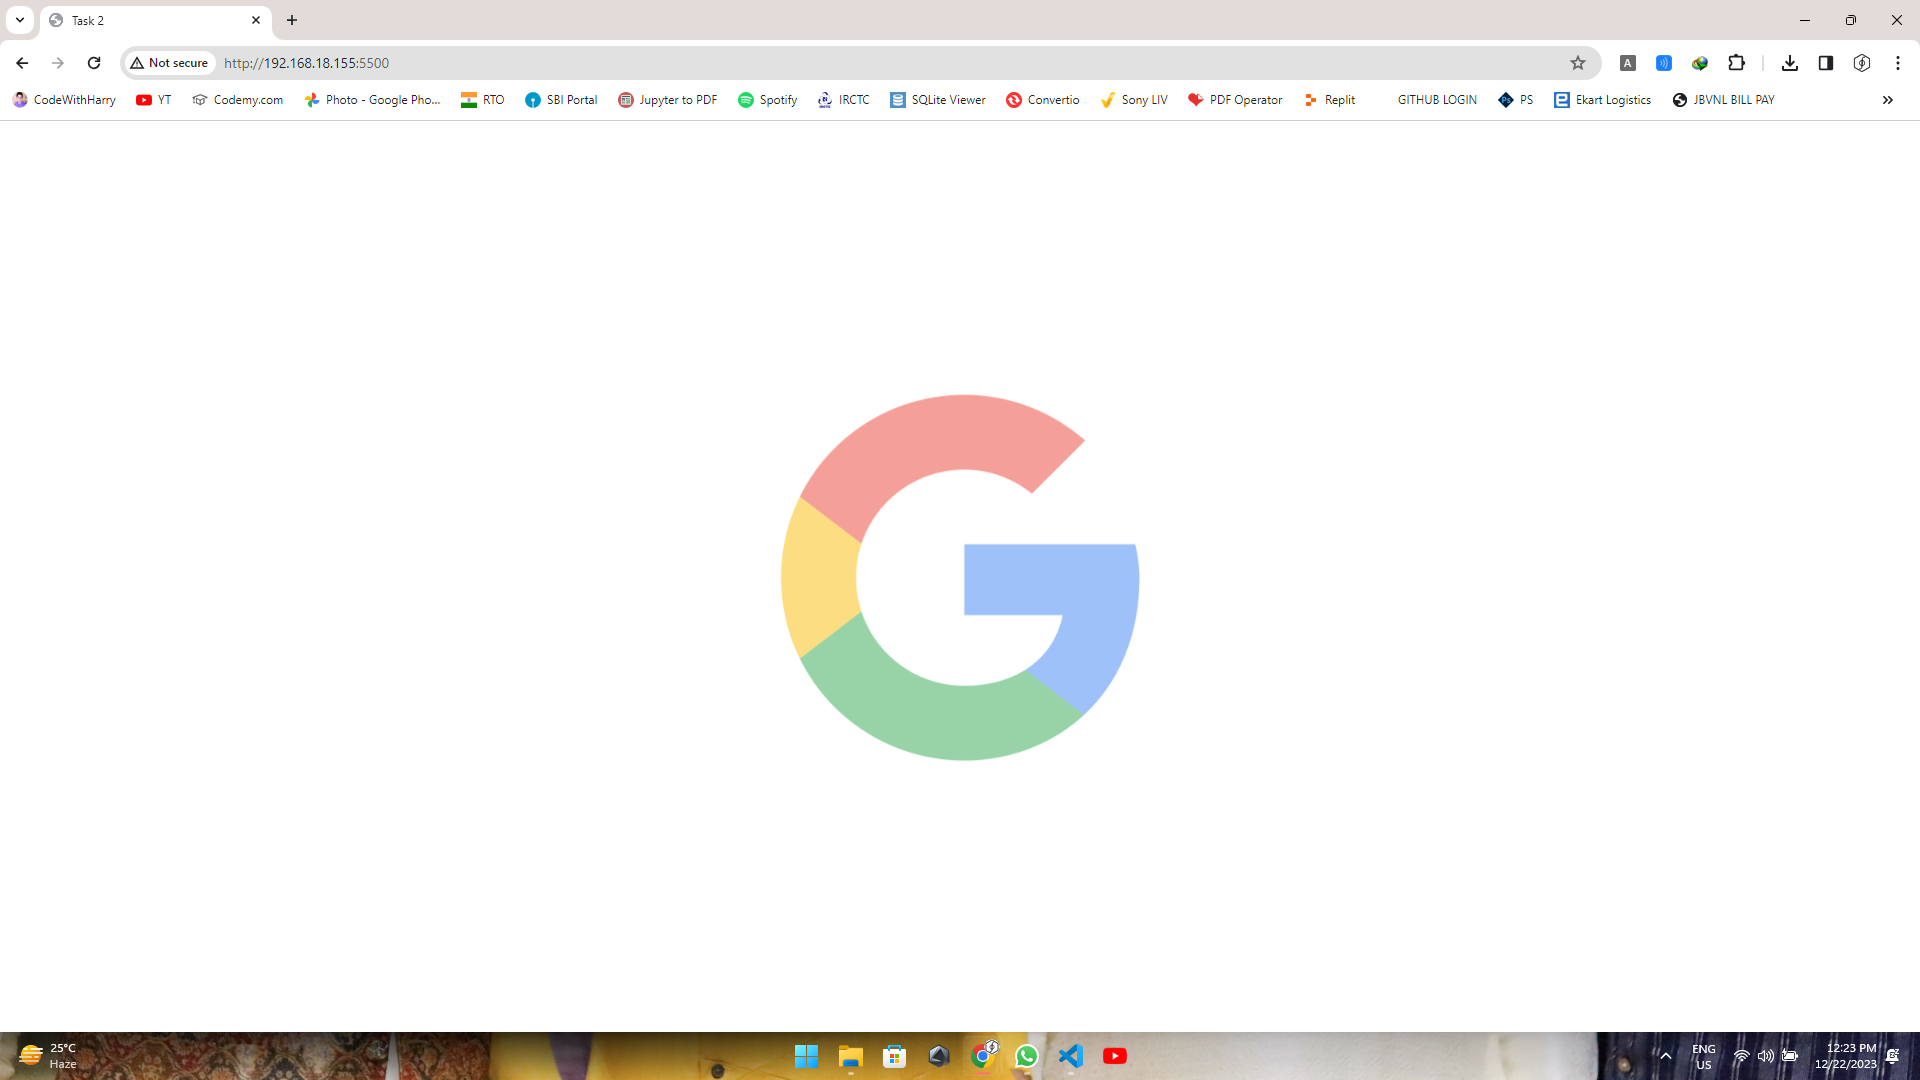 Task 2
Not secure http://192.168.18.155:5500
A
CodeWithHarry YT Codemy.com Photo - Google Pho... RTO SBI Portal Jupyter to PDF Spotify IRCTC SQLite Viewer Convertio Sony LIV PDF Operator Replit GITHUB LOGIN Ps PS Ekart Logistics JBVNL BILL PAY
G
25°C
Haze
ENG
US
12:23 PM
12/22/2023